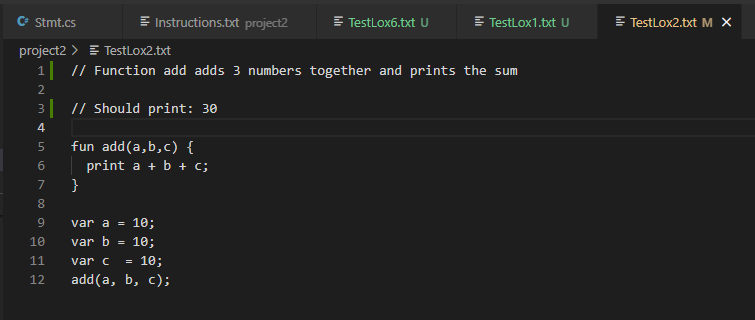 C# Stmt.cs Instructions.txt project2 TestLox6.txt U TestLox1.txt U TestLox2.txt M
project2 > TestLox2.txt
1 // Function add adds 3 numbers together and prints the sum
2
3 // Should print: 30
4
5 fun add(a,b,c) {
6   print a + b + c;
7 }
8
9 var a = 10;
10 var b = 10;
11 var c  = 10;
12 add(a, b, c);